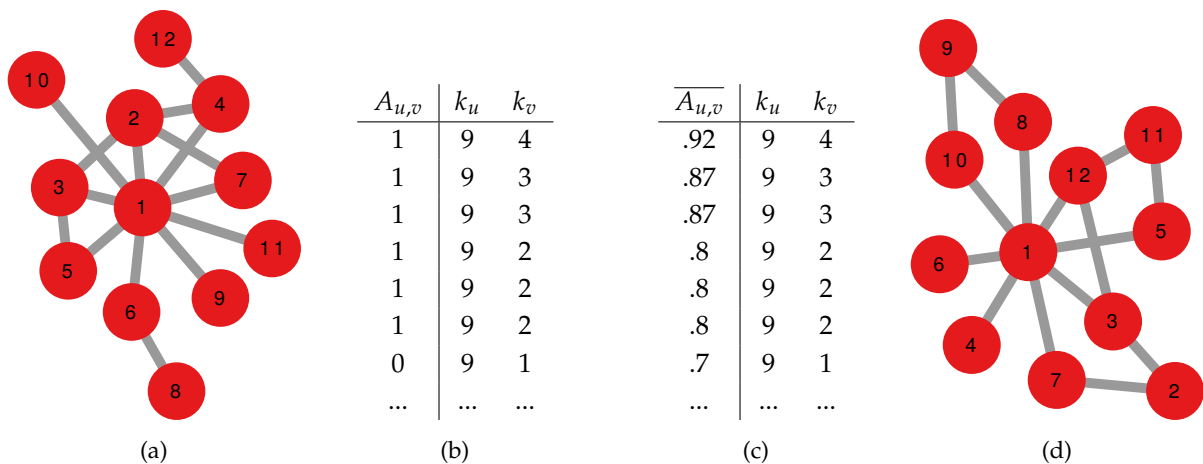 12
10
4
2
7
3
1
11
5
9
6
8
(a)
A_{u,v} k_u k_v
1 9 4
1 9 3
1 9 3
1 9 2
1 9 2
1 9 2
0 9 1
... ... ...
(b)
\overline{A_{u,v}} k_u k_v
.92 9 4
.87 9 3
.87 9 3
.8 9 2
.8 9 2
.8 9 2
.7 9 1
... ... ...
(c)
9
8
11
10
12
5
1
6
3
4
7
2
(d)